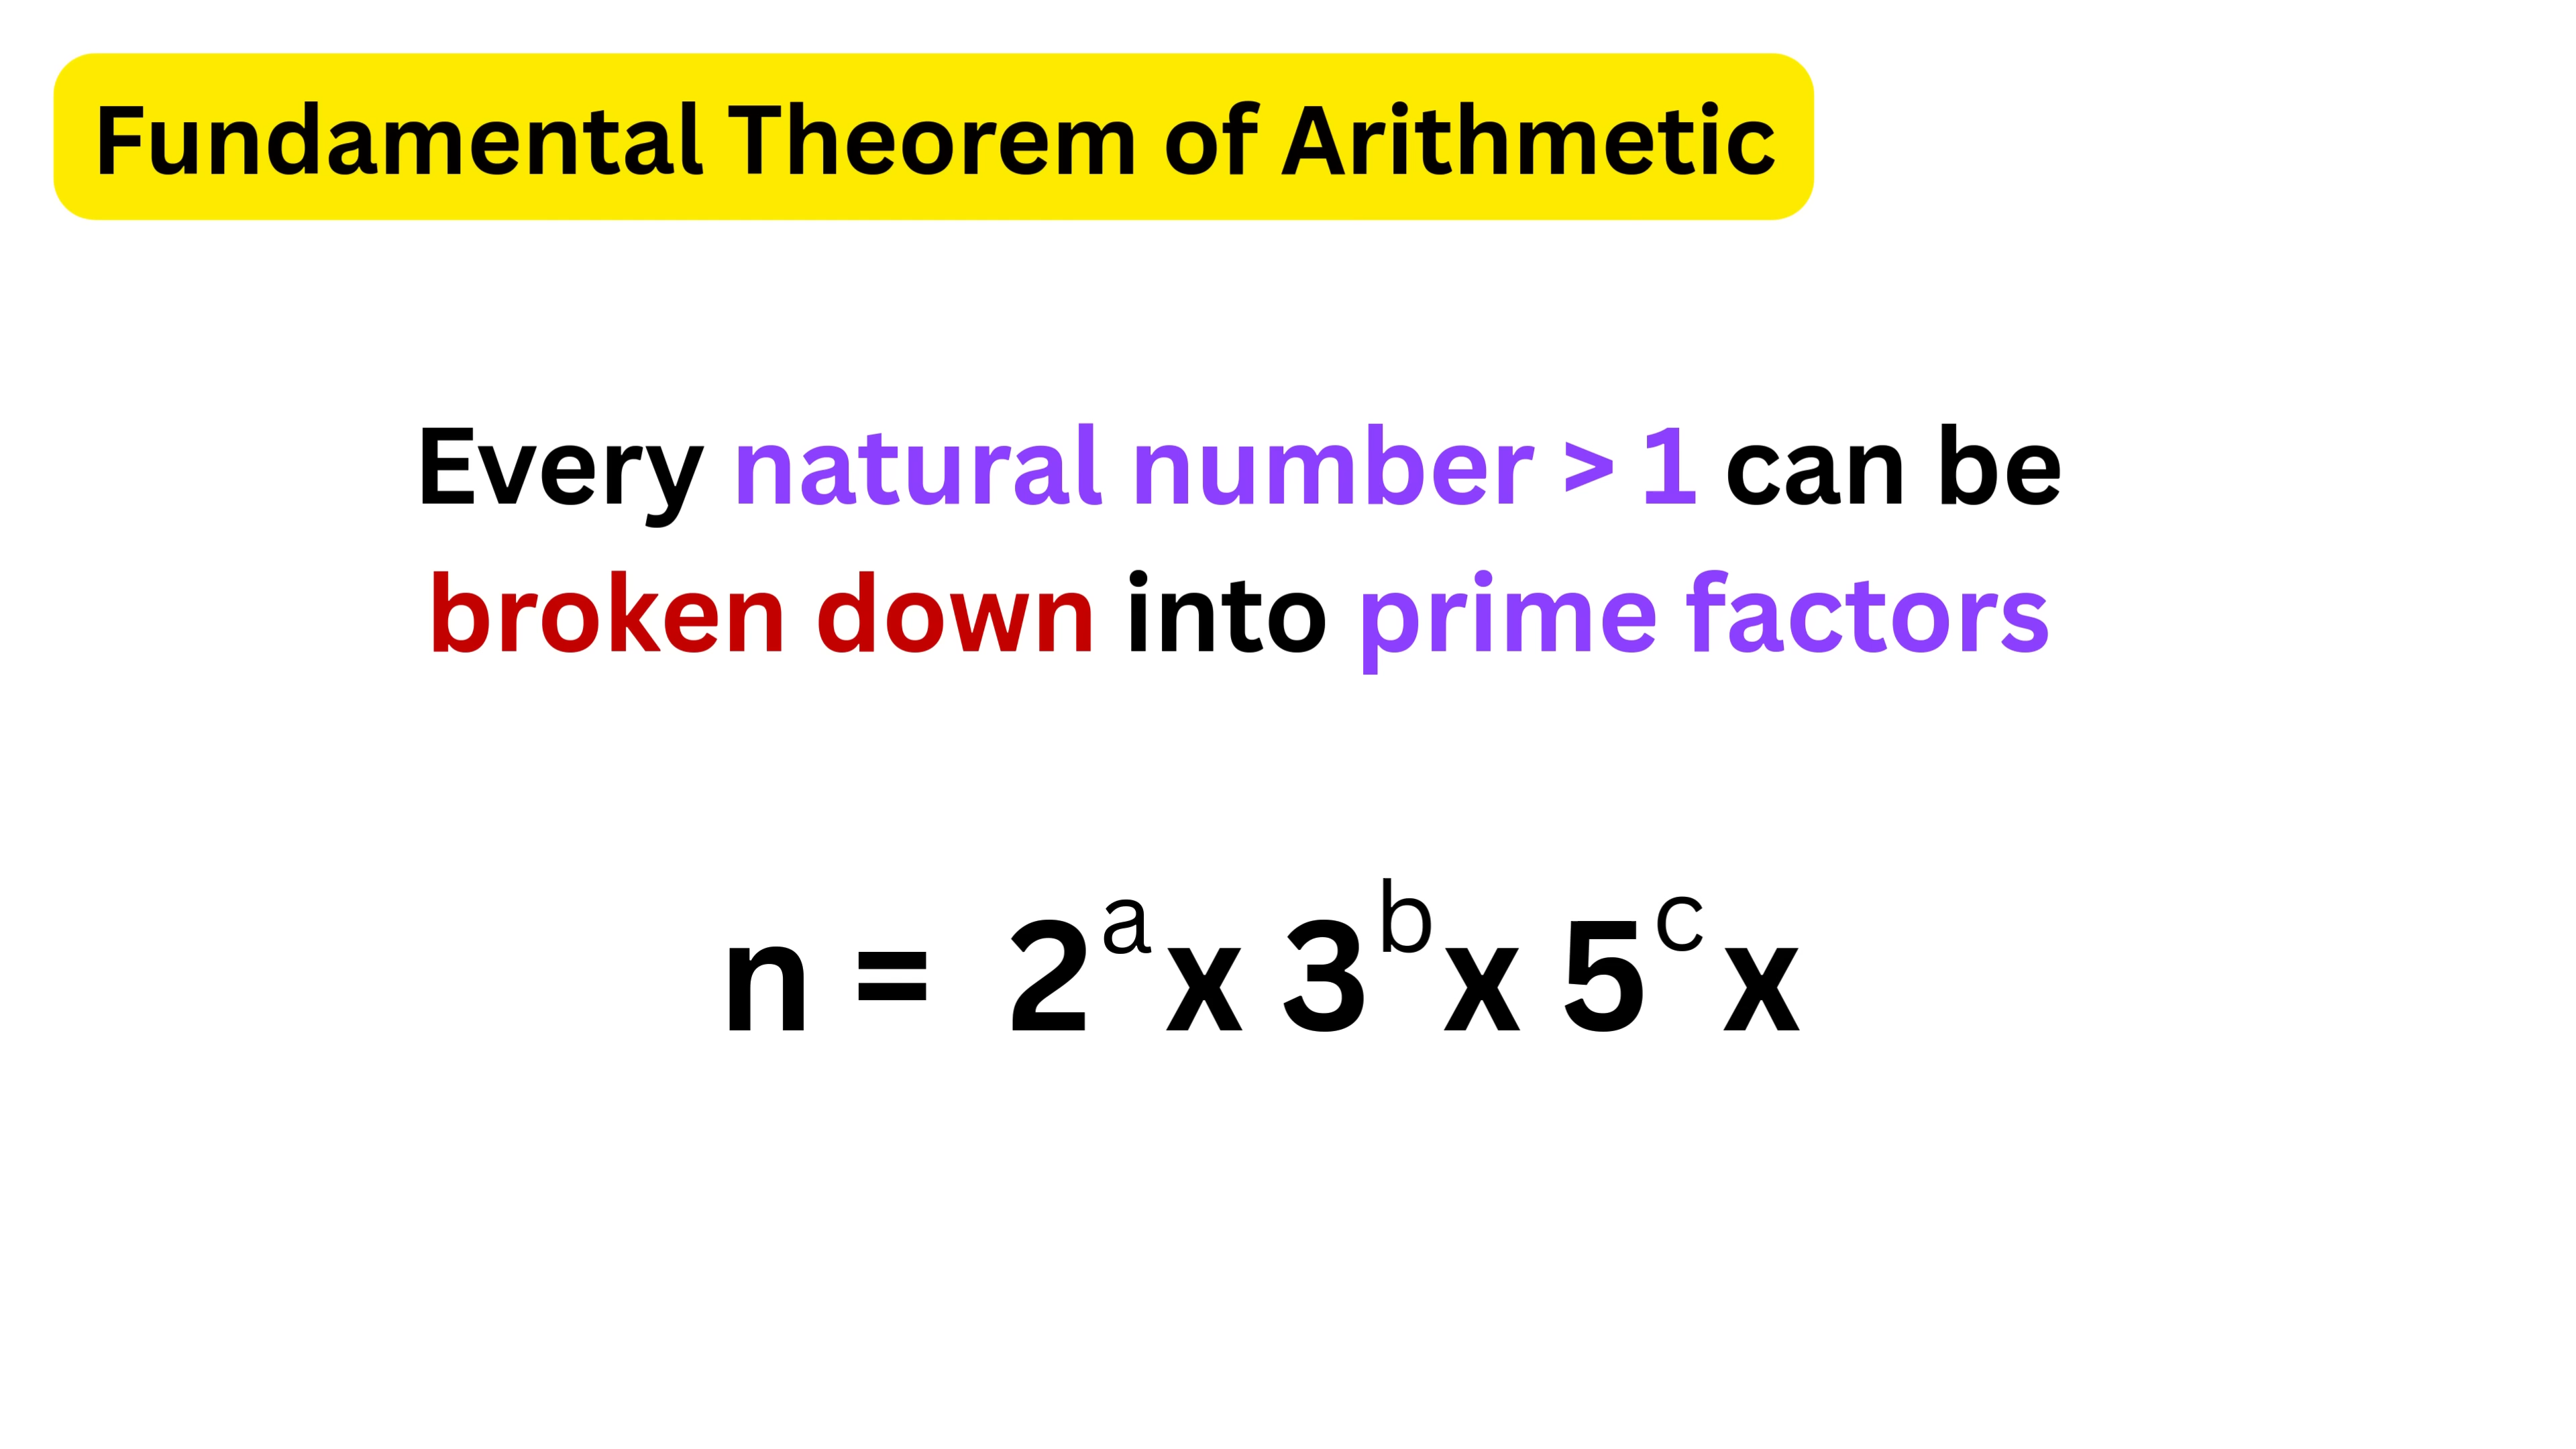 Fundamental Theorem of Arithmetic
Every natural number > 1 can be
broken down into prime factors
n = 2ᵃ x 3ᵇ x 5ᶜ x